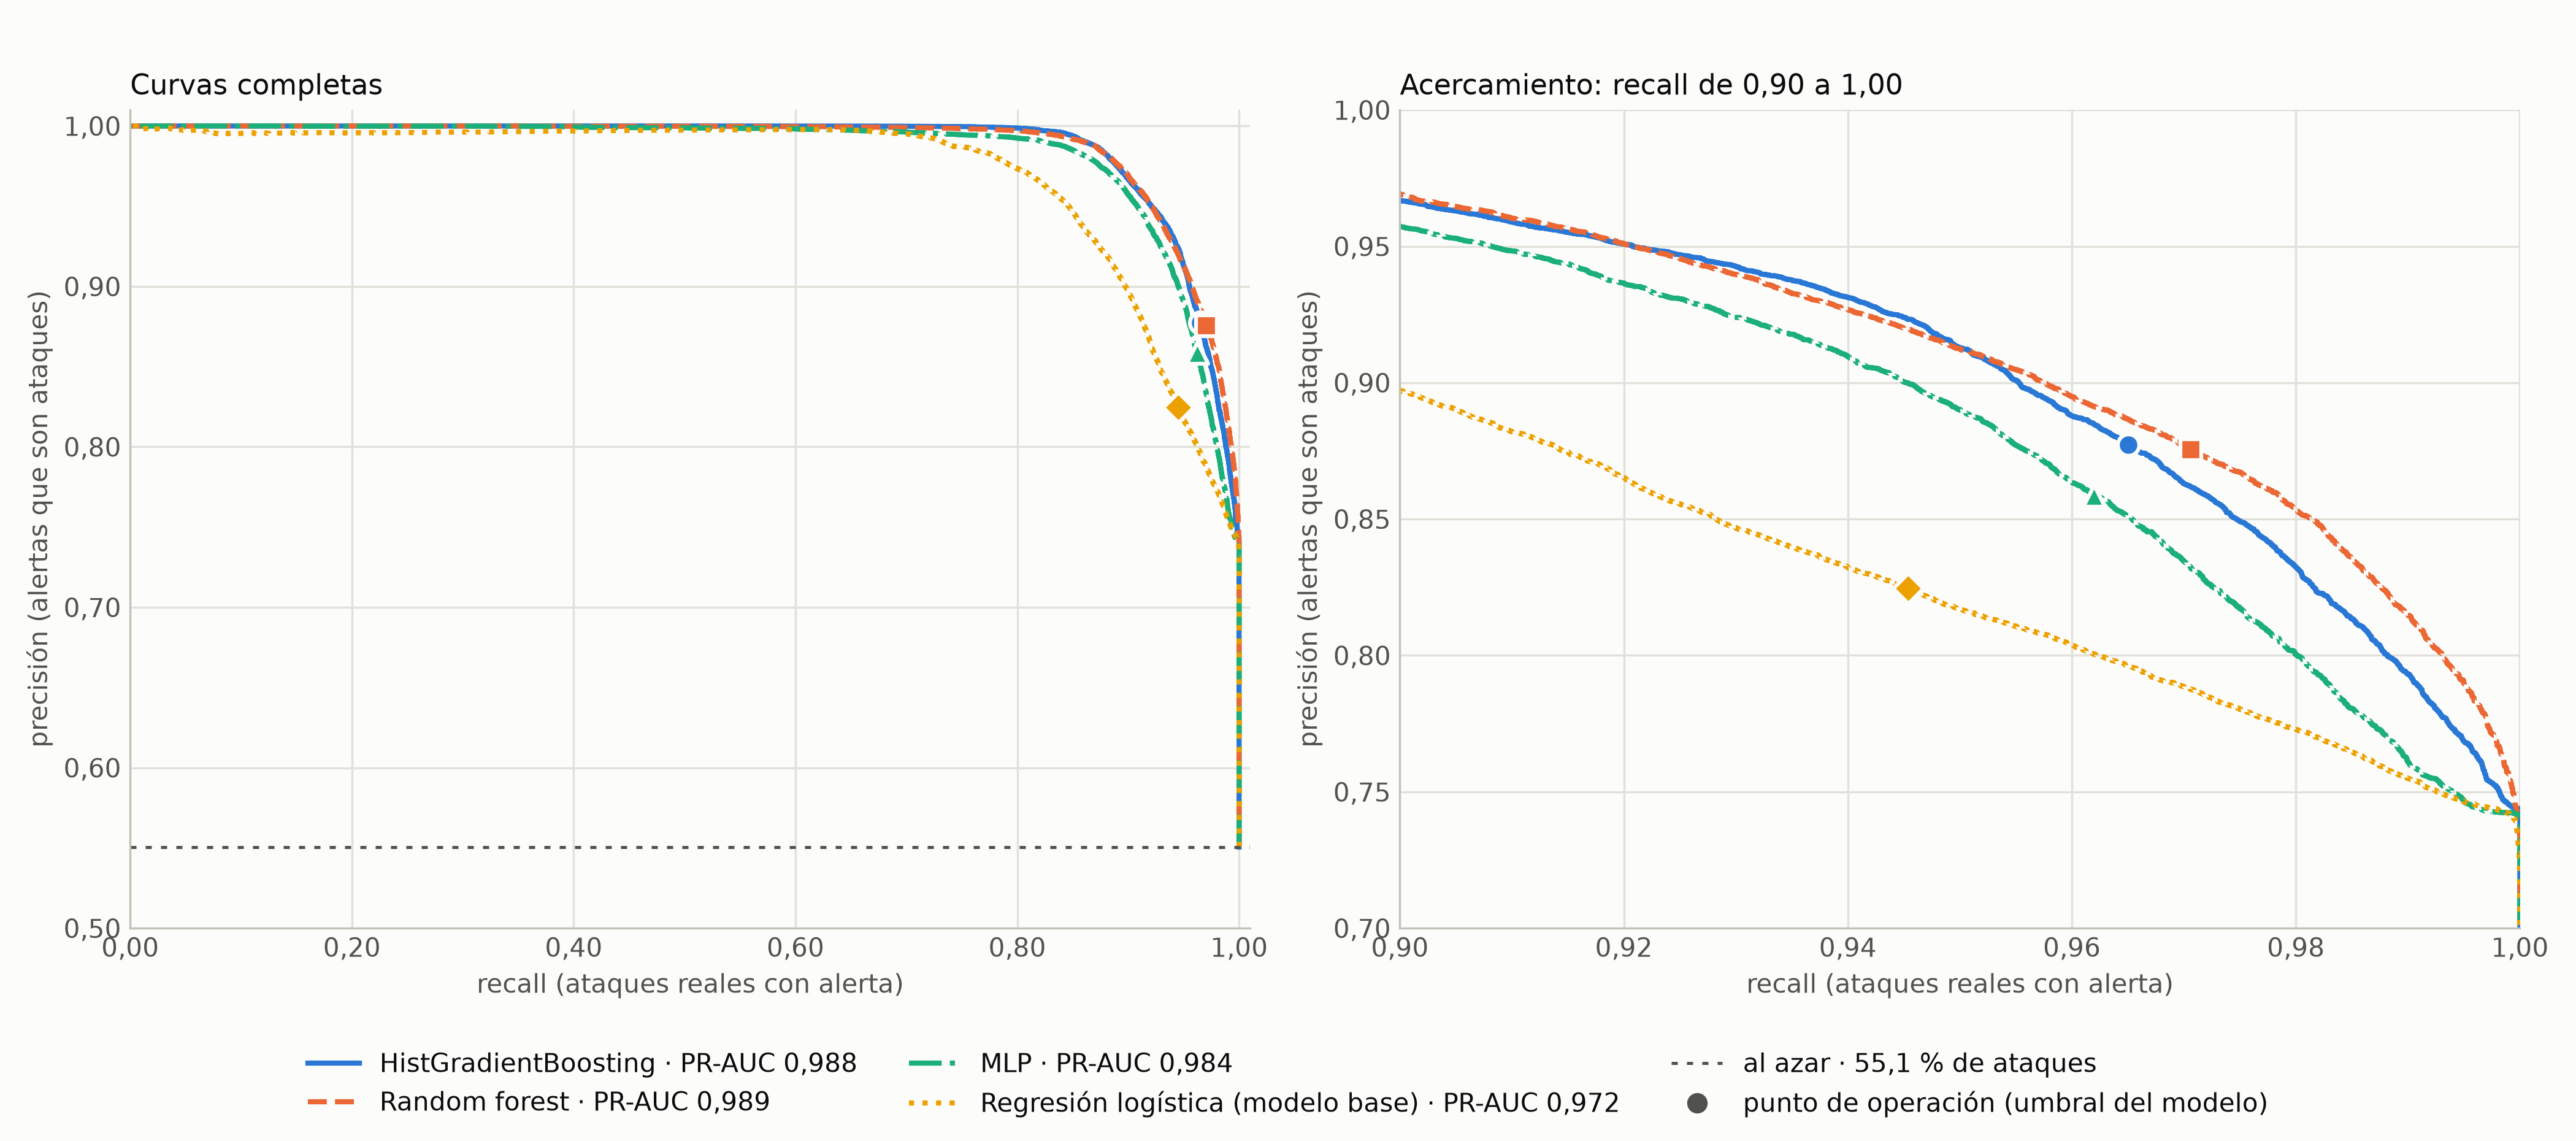 Curvas completas
1,00
0,90
0,80
0,70
0,60
0,50
precisión (alertas que son ataques)
0,00 0,20 0,40 0,60 0,80 1,00
recall (ataques reales con alerta)
Acercamiento: recall de 0,90 a 1,00
1,00
0,95
0,90
0,85
0,80
0,75
0,70
precisión (alertas que son ataques)
0,90 0,92 0,94 0,96 0,98 1,00
recall (ataques reales con alerta)
HistGradientBoosting · PR-AUC 0,988
Random forest · PR-AUC 0,989
MLP · PR-AUC 0,984
Regresión logística (modelo base) · PR-AUC 0,972
al azar · 55,1 % de ataques
punto de operación (umbral del modelo)